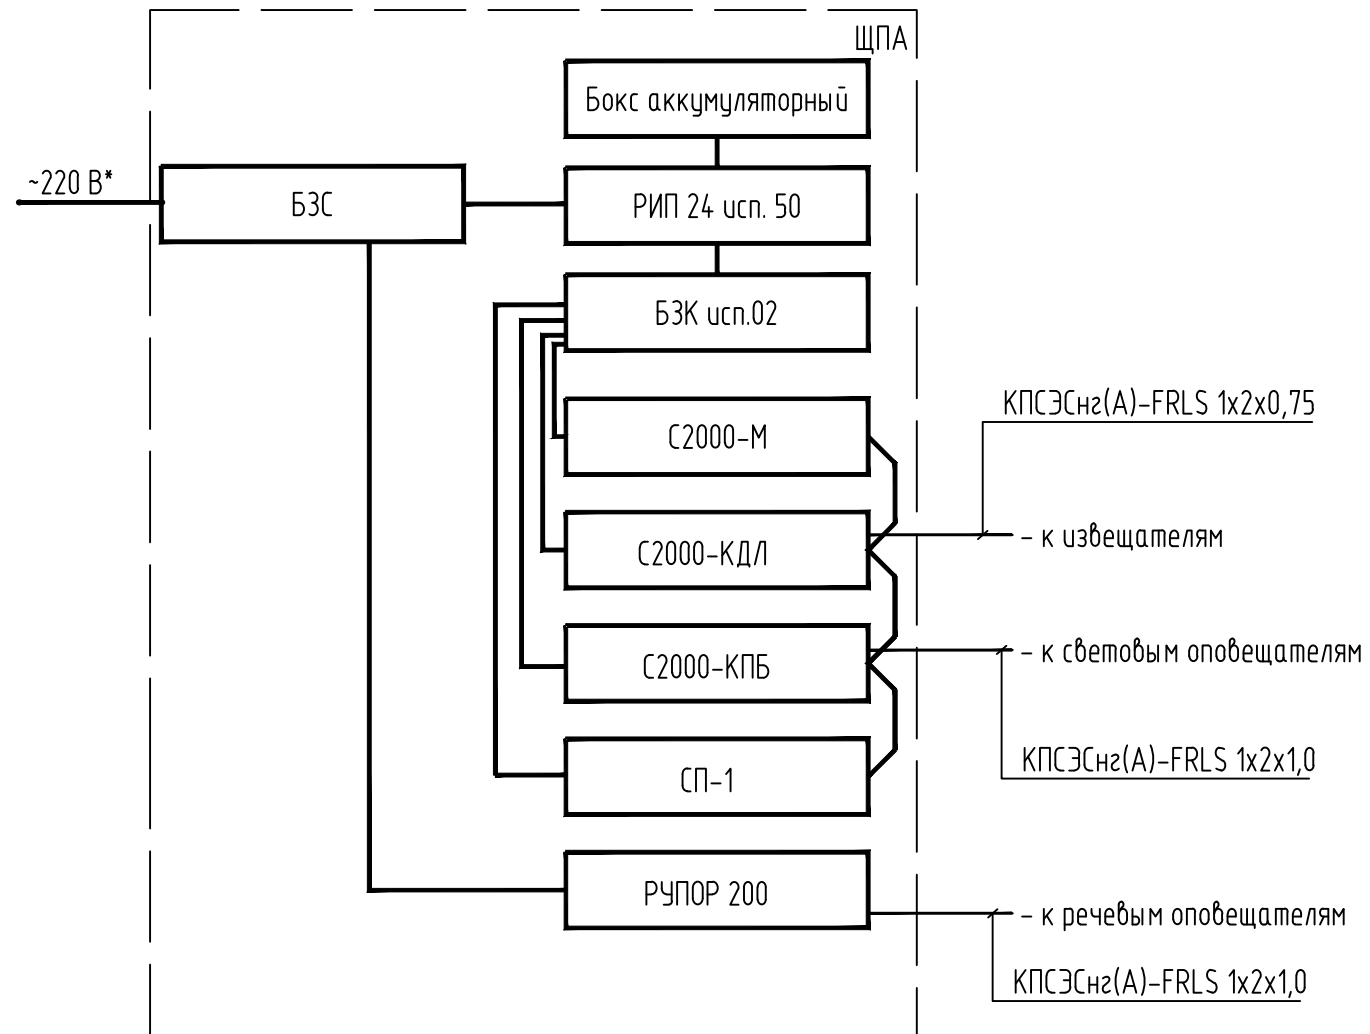 ЩПА
Бокс аккумуляторный
~220 В*
БЗС
РИП 24 исп. 50
БЗК исп.02
КПСЭСнг(А)-FRLS 1х2х0,75
С2000-М
- к извещателям
С2000-КДЛ
- к световым оповещателям
С2000-КПБ
КПСЭСнг(А)-FRLS 1х2х1,0
СП-1
РУПОР 200
- к речевым оповещателям
КПСЭСнг(А)-FRLS 1х2х1,0